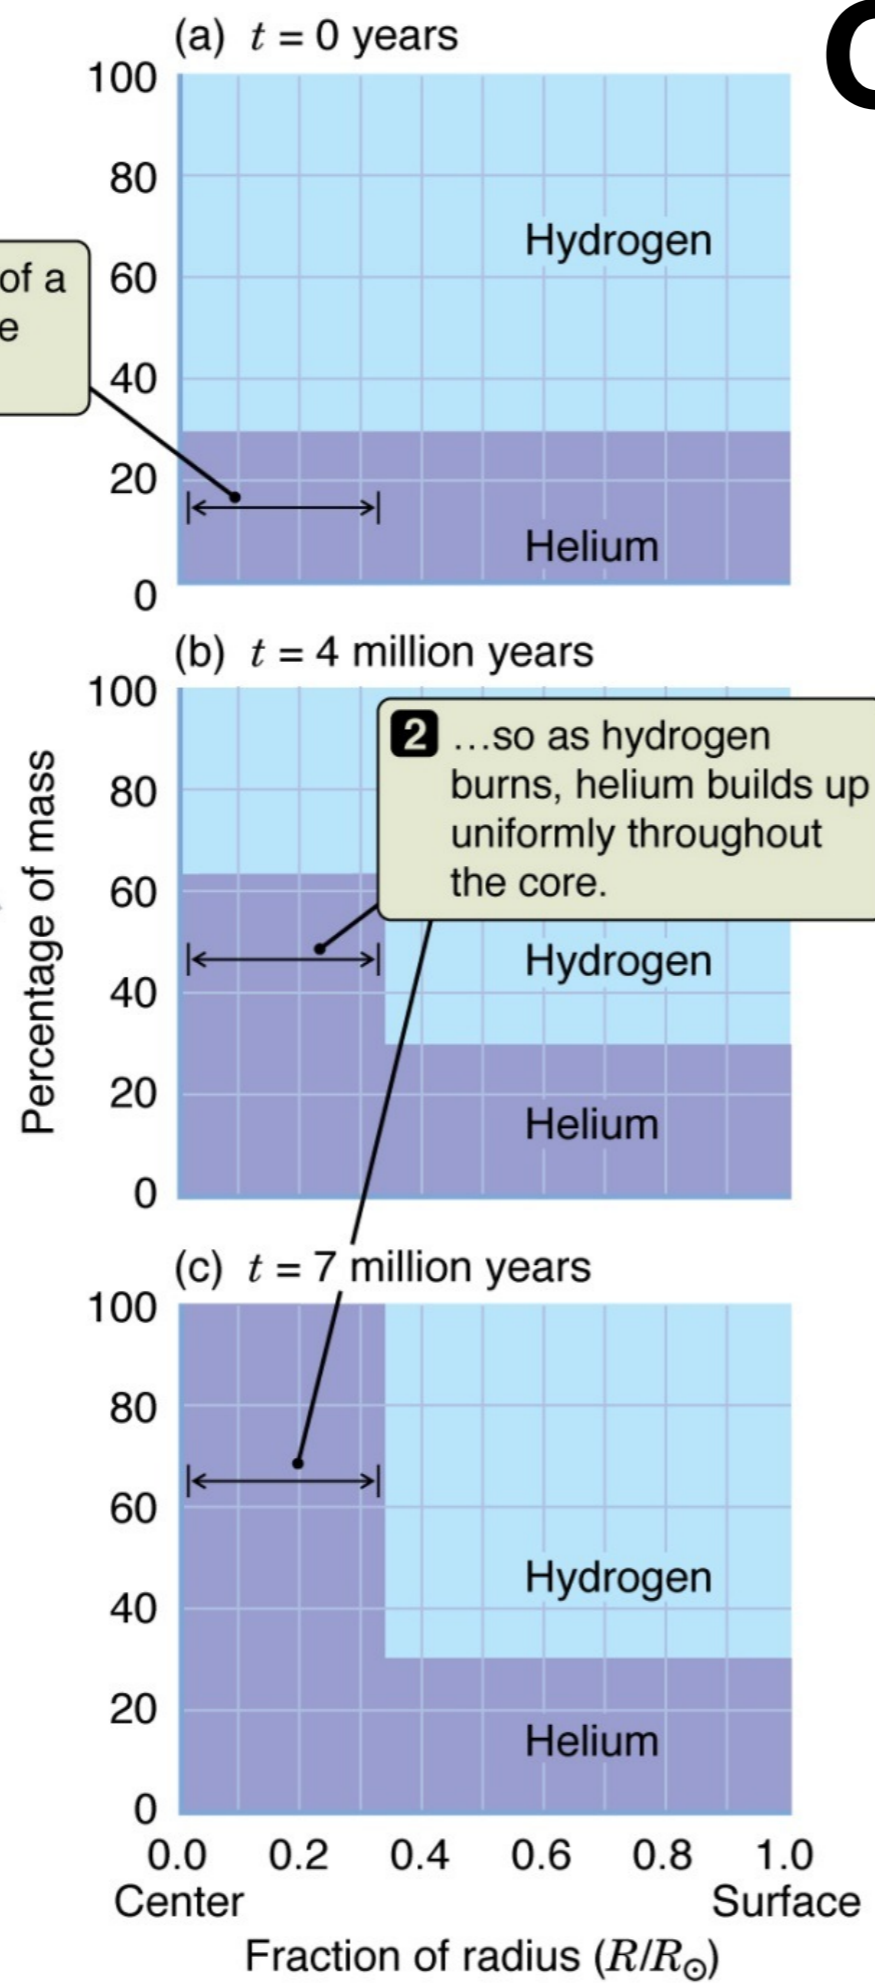 (a) t = 0 years
100
80
60
40
20
0
Hydrogen
Helium
of a
e
(b) t = 4 million years
100
80
60
40
20
0
2 ...so as hydrogen
burns, helium builds up
uniformly throughout
the core.
Hydrogen
Helium
Percentage of mass
(c) t = 7 million years
100
80
60
40
20
0
Hydrogen
Helium
0.0 0.2 0.4 0.6 0.8 1.0
Center Surface
Fraction of radius (R/R☉)